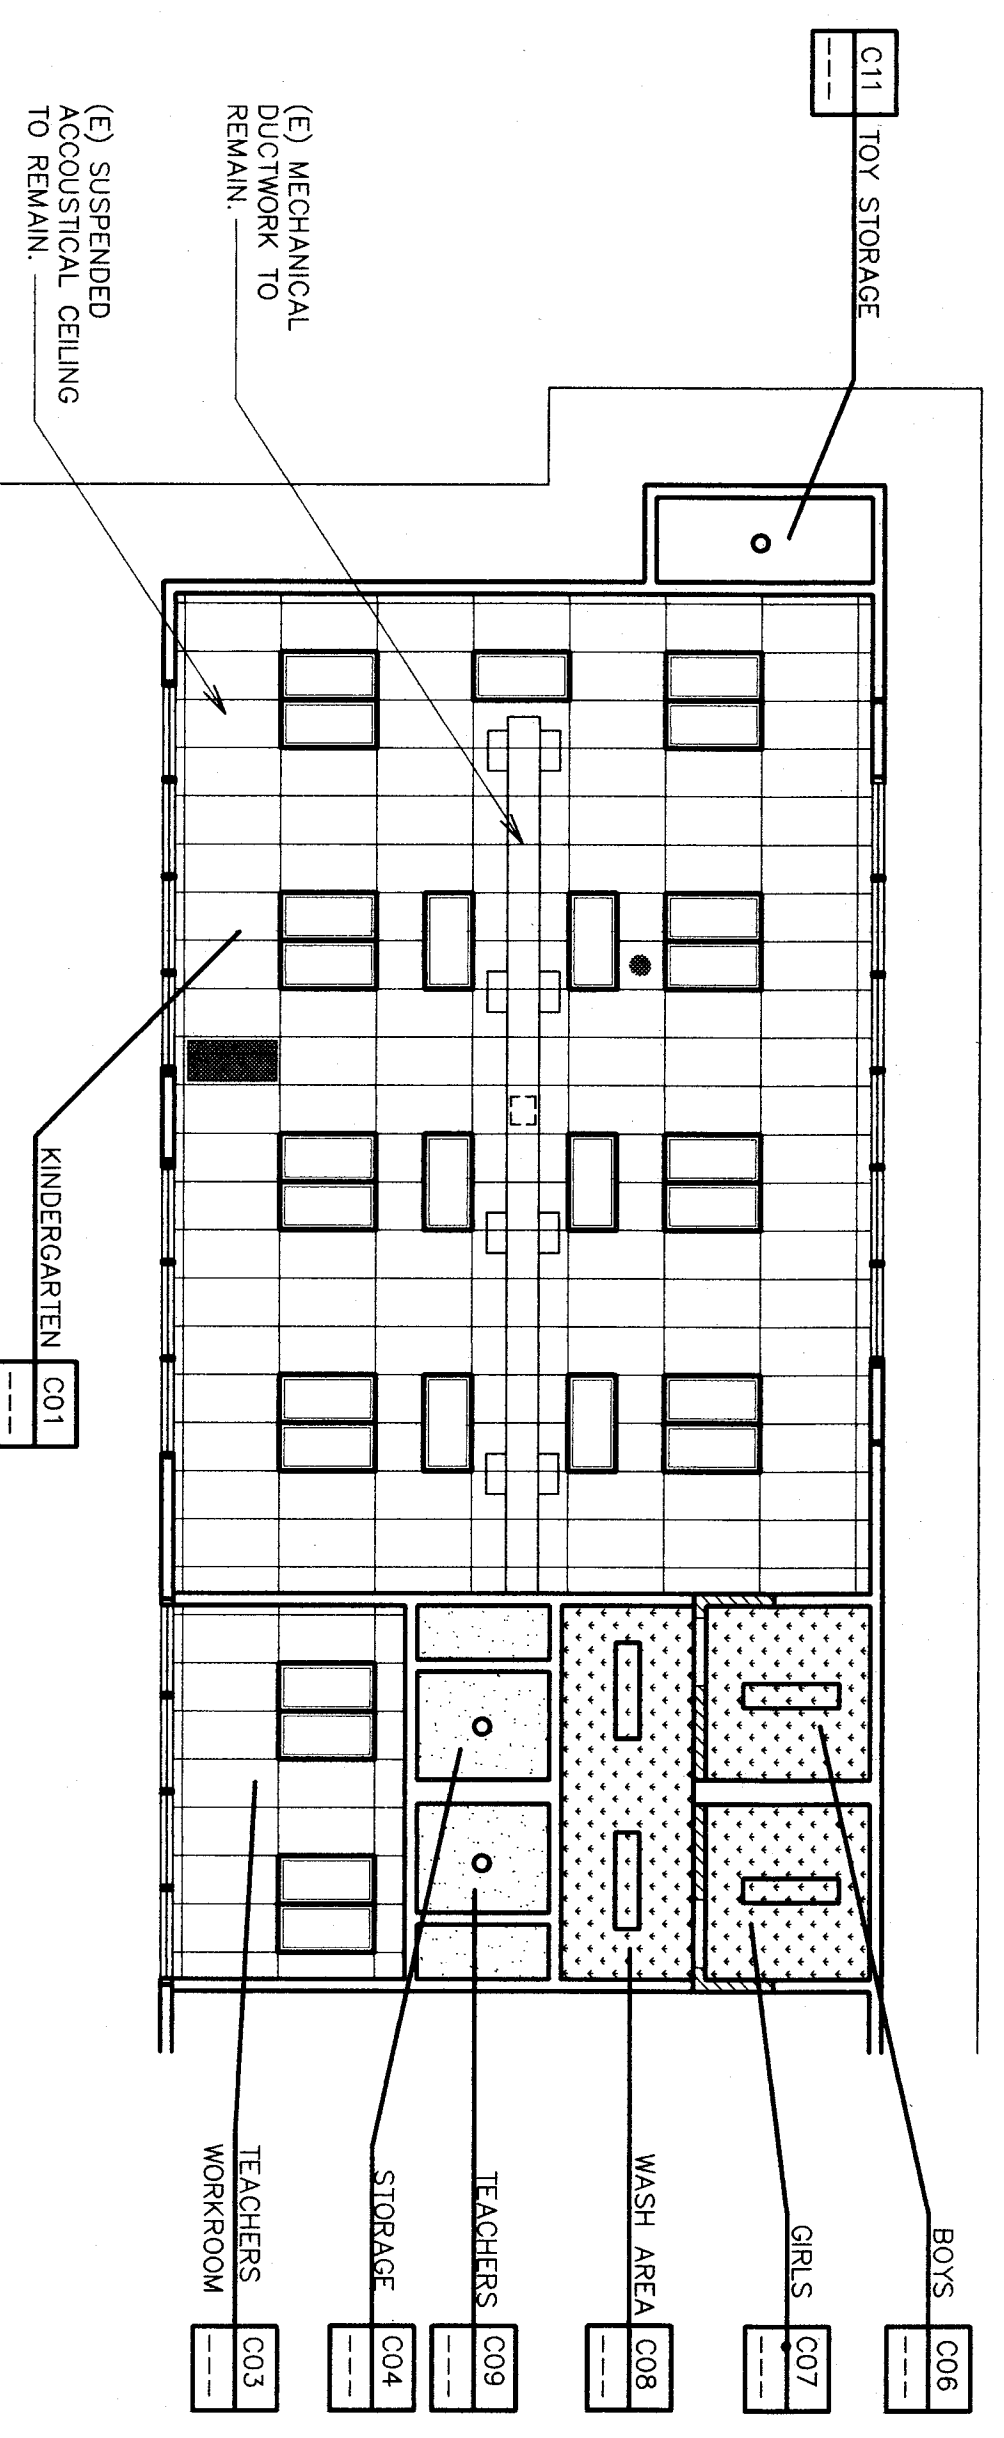 C11
---
TOY STORAGE
(E) MECHANICAL
DUCTWORK TO
REMAIN.
(E) SUSPENDED
ACCOUSTICAL CEILING
TO REMAIN.
KINDERGARTEN
C01
---
BOYS
C06
---
GIRLS
C07
---
WASH AREA
C08
---
TEACHERS
C09
---
STORAGE
C04
---
TEACHERS
WORKROOM
C03
---